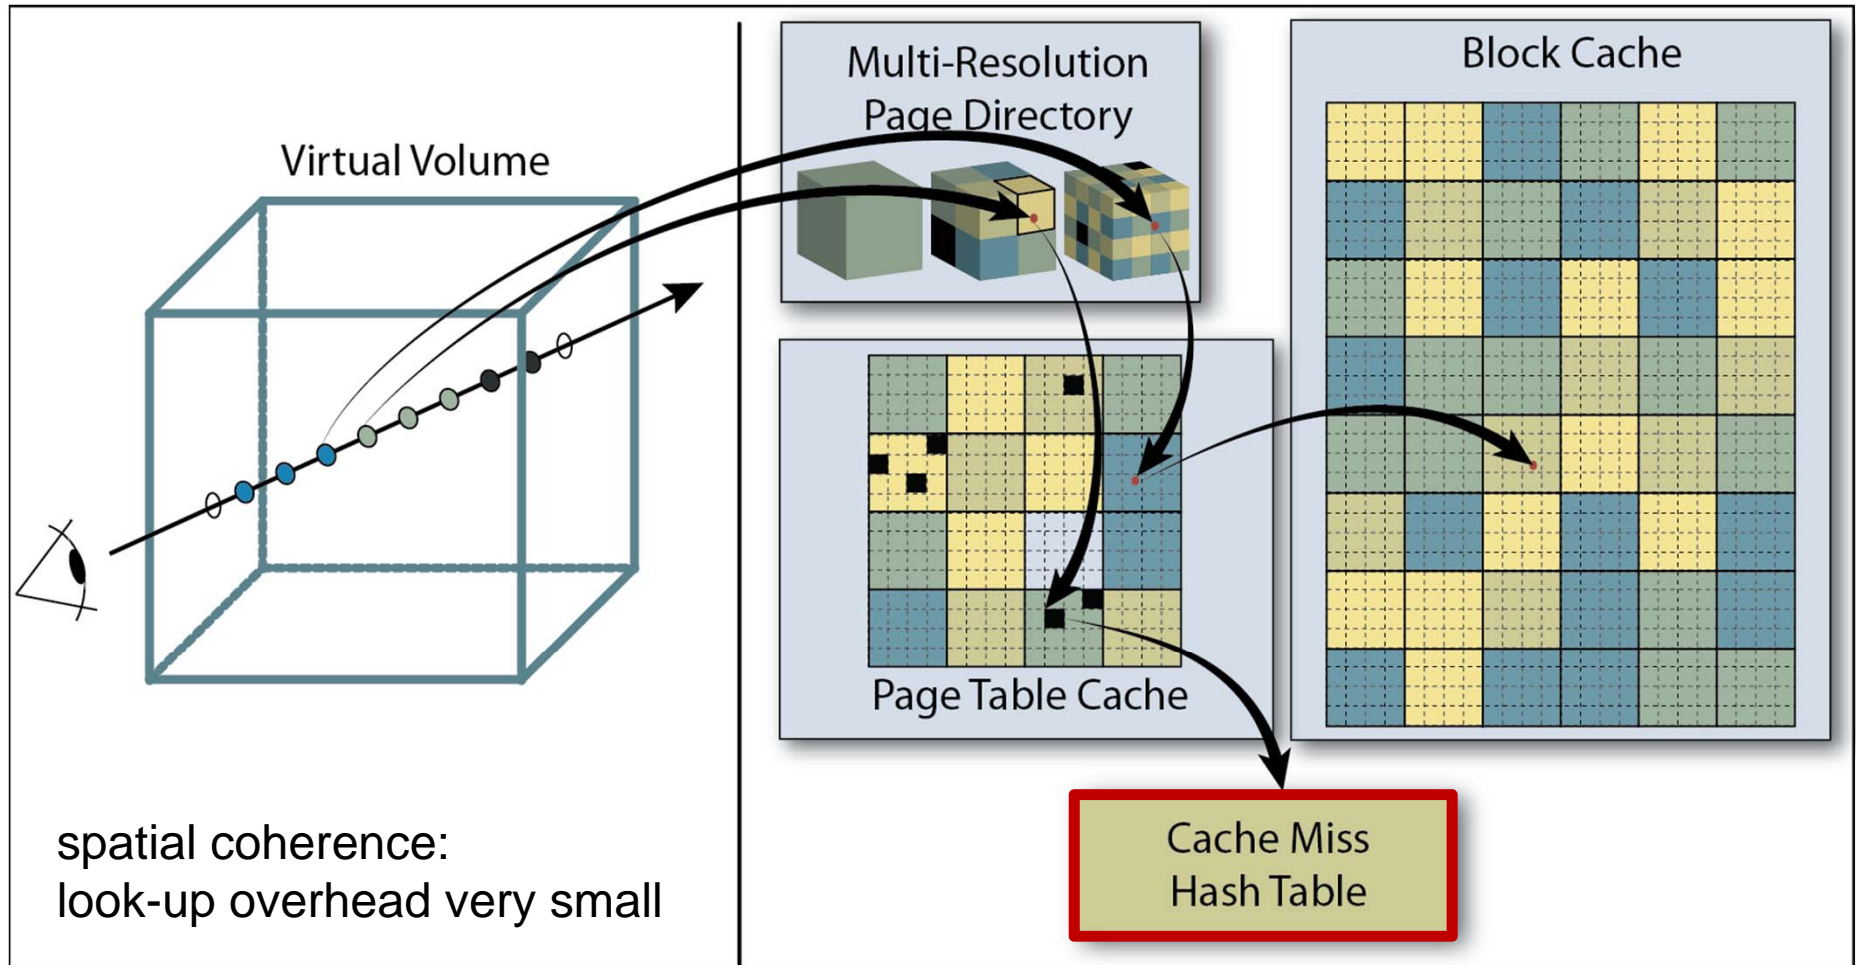 Virtual Volume
spatial coherence:
look-up overhead very small
Multi-Resolution
Page Directory
Page Table Cache
Block Cache
Cache Miss
Hash Table